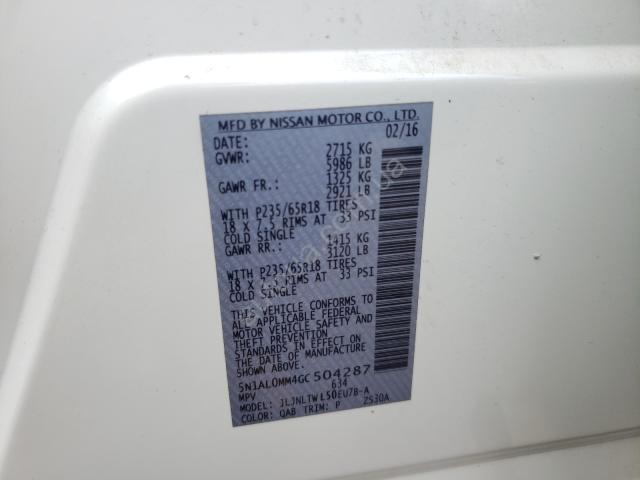 MFD BY NISSAN MOTOR CO., LTD.
DATE: 02/16
GVWR: 2715 KG
5986 LB
GAWR FR.: 1325 KG
2921 LB
WITH P235/65R18 TIRES
18 X 7.5 RIMS AT 33 PSI
COLD SINGLE
GAWR RR.: 1415 KG
3120 LB
WITH P235/65R18 TIRES
18 X 7.5 RIMS AT 33 PSI
COLD SINGLE
THIS VEHICLE CONFORMS TO
ALL APPLICABLE FEDERAL
MOTOR VEHICLE SAFETY AND
THEFT PREVENTION
STANDARDS IN EFFECT ON
THE DATE OF MANUFACTURE
SHOWN ABOVE.
5N1AL0MM4GC504287
MPV 634
MODEL: JLJNLTWL50EU7B-A
COLOR: QAB TRIM: P ZS30A